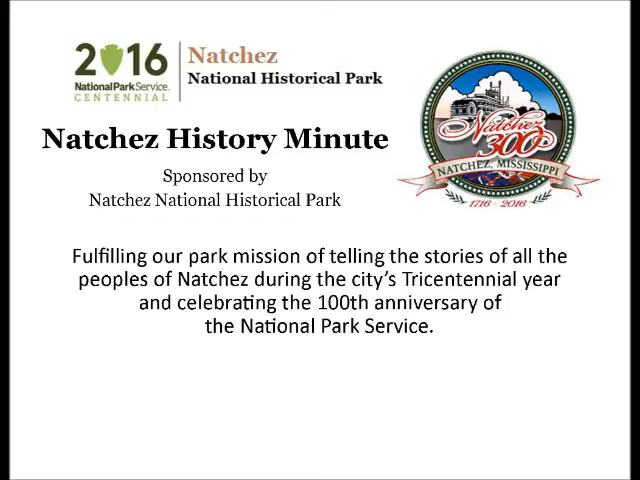 2016
National Park Service
CENTENNIAL
Natchez
National Historical Park
Natchez History Minute
Sponsored by
Natchez National Historical Park
Natchez
300
NATCHEZ, MISSISSIPPI
1716 - 2016
Fulfilling our park mission of telling the stories of all the
peoples of Natchez during the city's Tricentennial year
and celebrating the 100th anniversary of
the National Park Service.